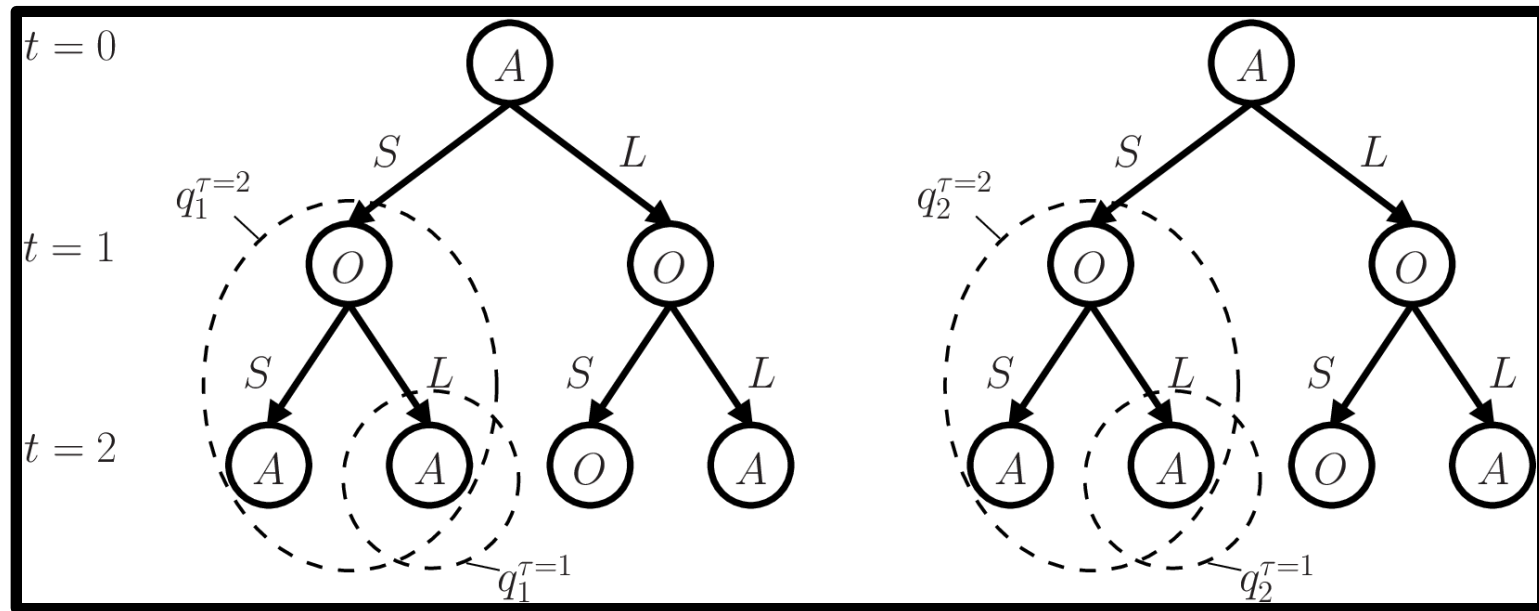 t = 0 A A
S L S L
q_1^{τ=2} q_2^{τ=2}
t = 1 O O O O
S L S L S L S L
t = 2 A A O A A A O A
q_1^{τ=1} q_2^{τ=1}